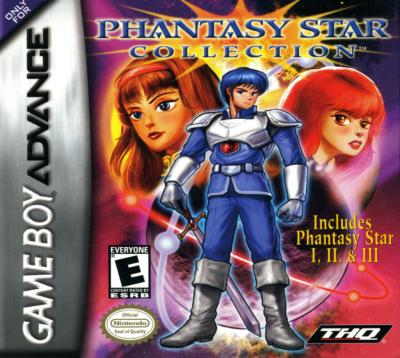 ONLY
FOR
GAME BOY ADVANCE
PHANTASY STAR
COLLECTION™
Includes
Phantasy Star
I, II, & III
EVERYONE
E
CONTENT RATED BY
ESRB
Official
Nintendo
Seal of Quality
THQ